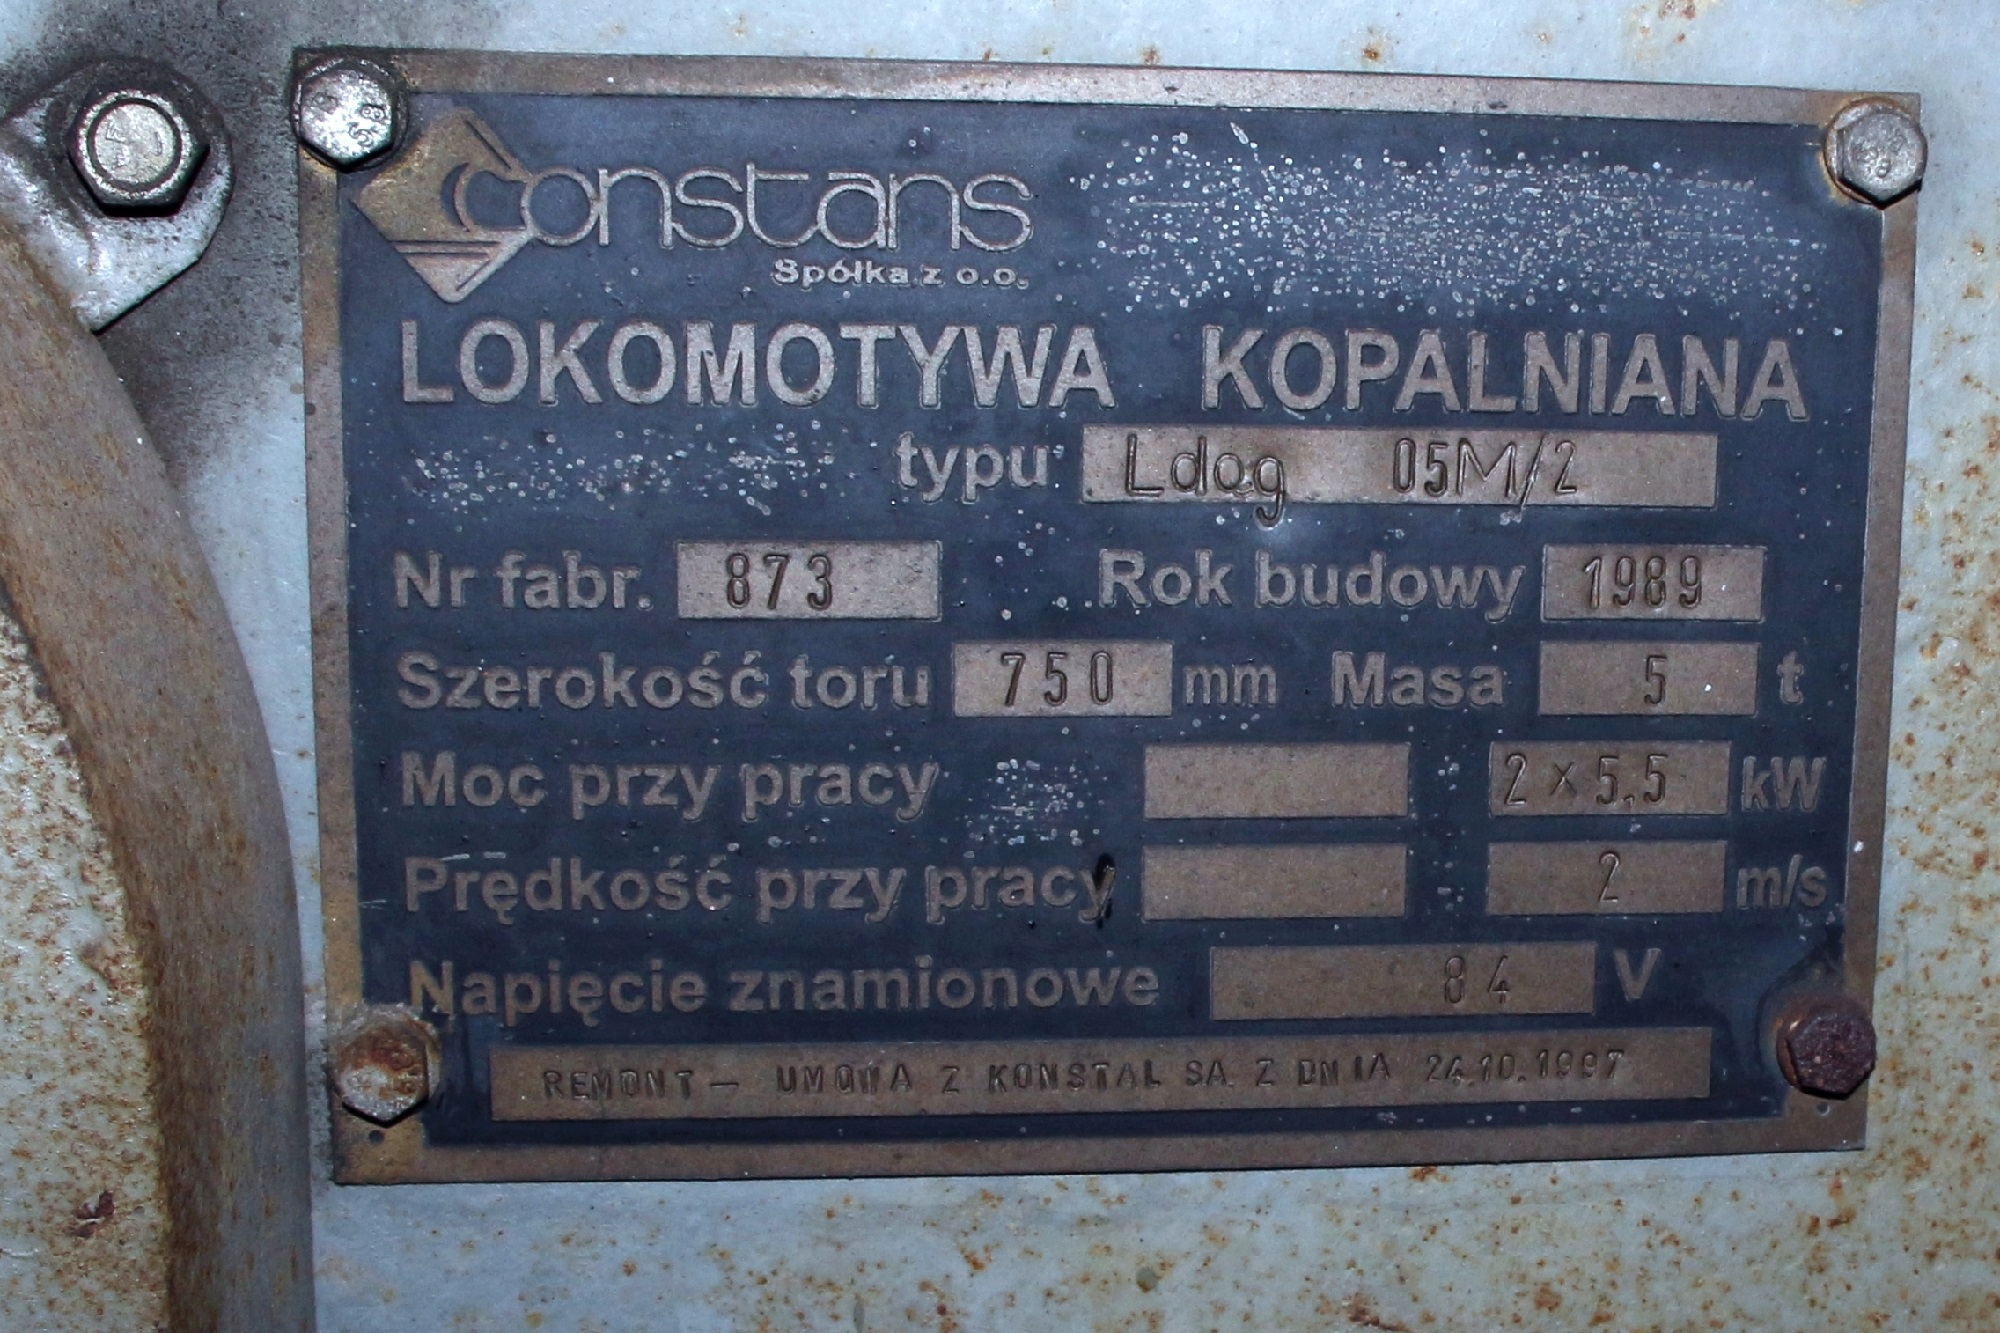 constans
Spółka z o.o.
LOKOMOTYWA KOPALNIANA
typu Ldag 05M/2
Nr fabr. 873 Rok budowy 1989
Szerokość toru 750 mm Masa 5 t
Moc przy pracy 2 x 5,5 kW
Prędkość przy pracy 2 m/s
Napięcie znamionowe 84 V
REMONT - UMOWA Z KONSTAL SA. Z DNIA 24.10.1997